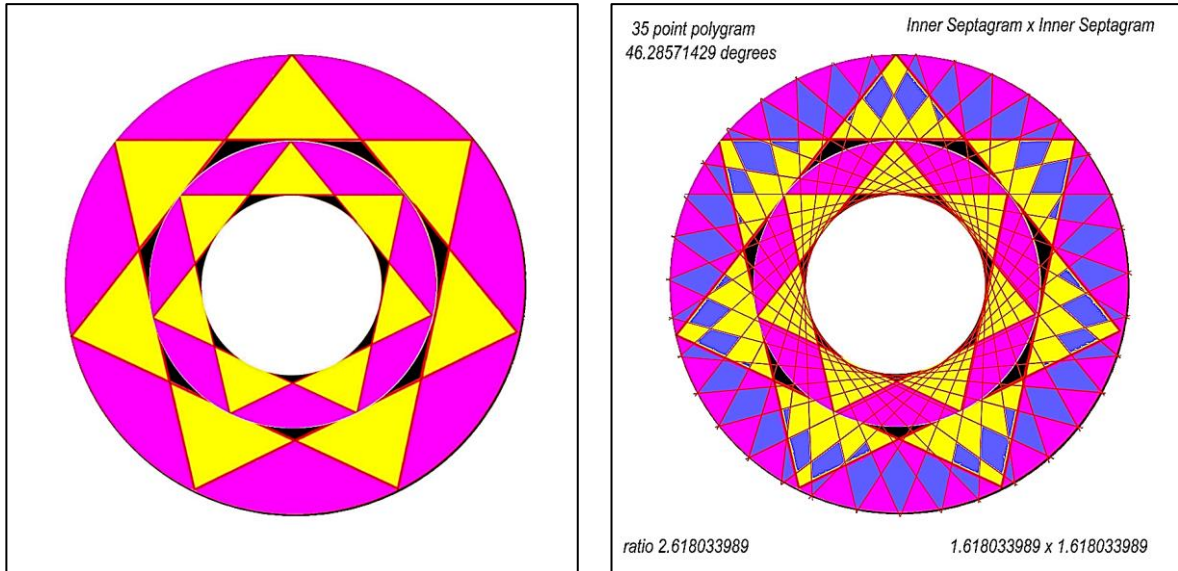 35 point polygram
46.28571429 degrees
Inner Septagram x Inner Septagram
ratio 2.618033989
1.618033989 x 1.618033989